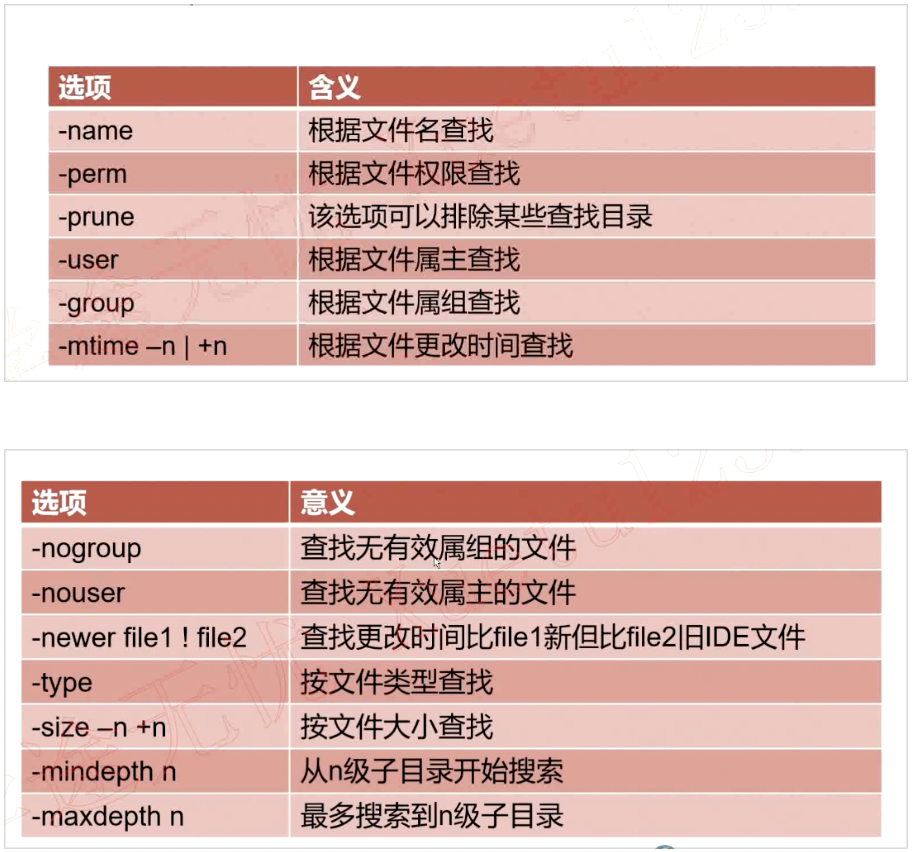 选项 含义
-name 根据文件名查找
-perm 根据文件权限查找
-prune 该选项可以排除某些查找目录
-user 根据文件属主查找
-group 根据文件属组查找
-mtime –n | +n 根据文件更改时间查找
选项 意义
-nogroup 查找无有效属组的文件
-nouser 查找无有效属主的文件
-newer file1 ! file2 查找更改时间比file1新但比file2旧IDE文件
-type 按文件类型查找
-size –n +n 按文件大小查找
-mindepth n 从n级子目录开始搜索
-maxdepth n 最多搜索到n级子目录